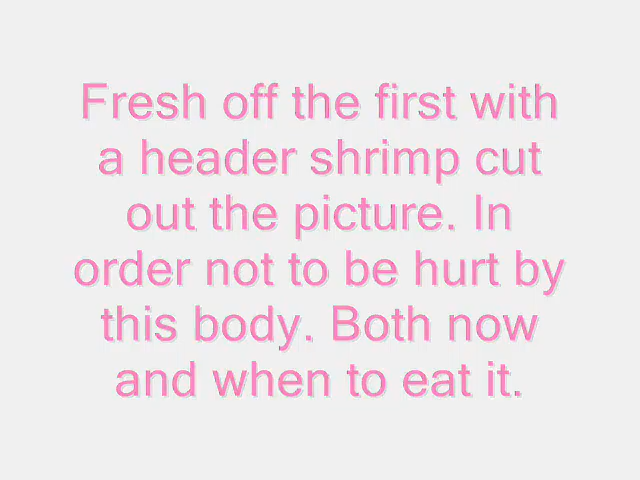 Fresh off the first with
a header shrimp cut
out the picture. In
order not to be hurt by
this body. Both now
and when to eat it.